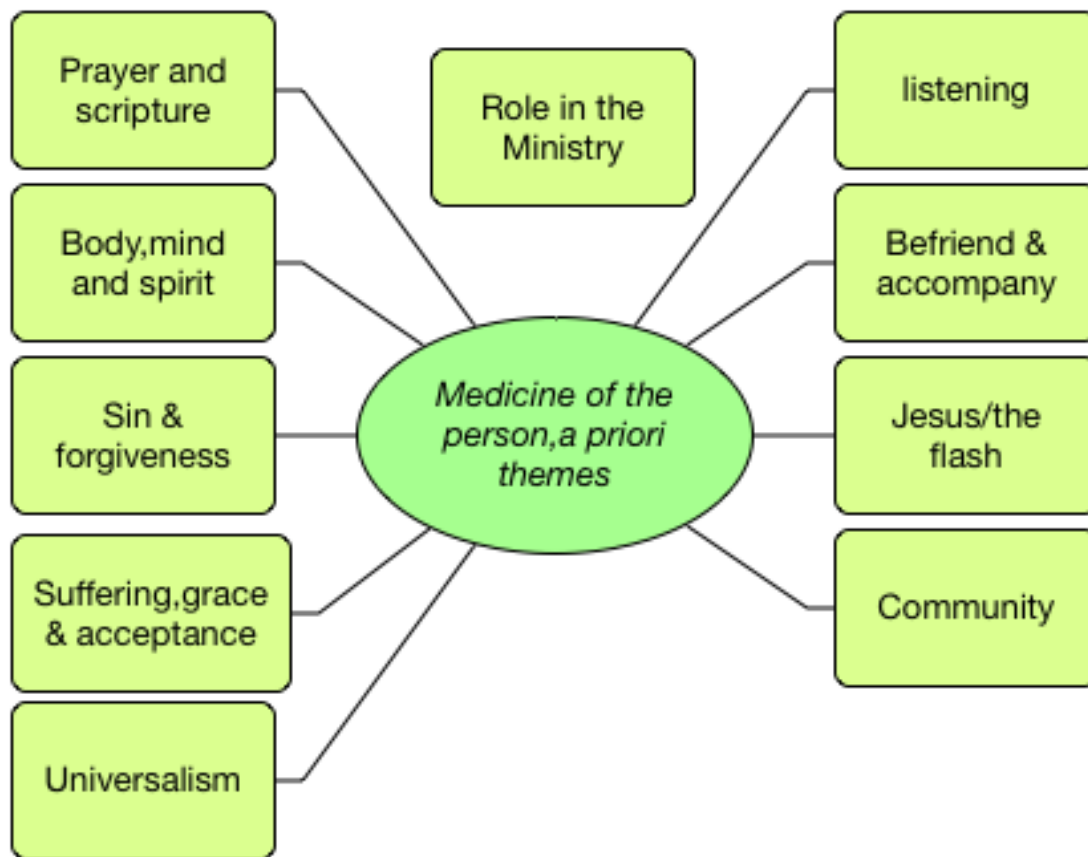 Prayer and
scripture
Role in the
Ministry
listening
Body,mind
and spirit
Befriend &
accompany
Medicine of the
person,a priori
themes
Sin &
forgiveness
Jesus/the
flash
Suffering,grace
& acceptance
Community
Universalism